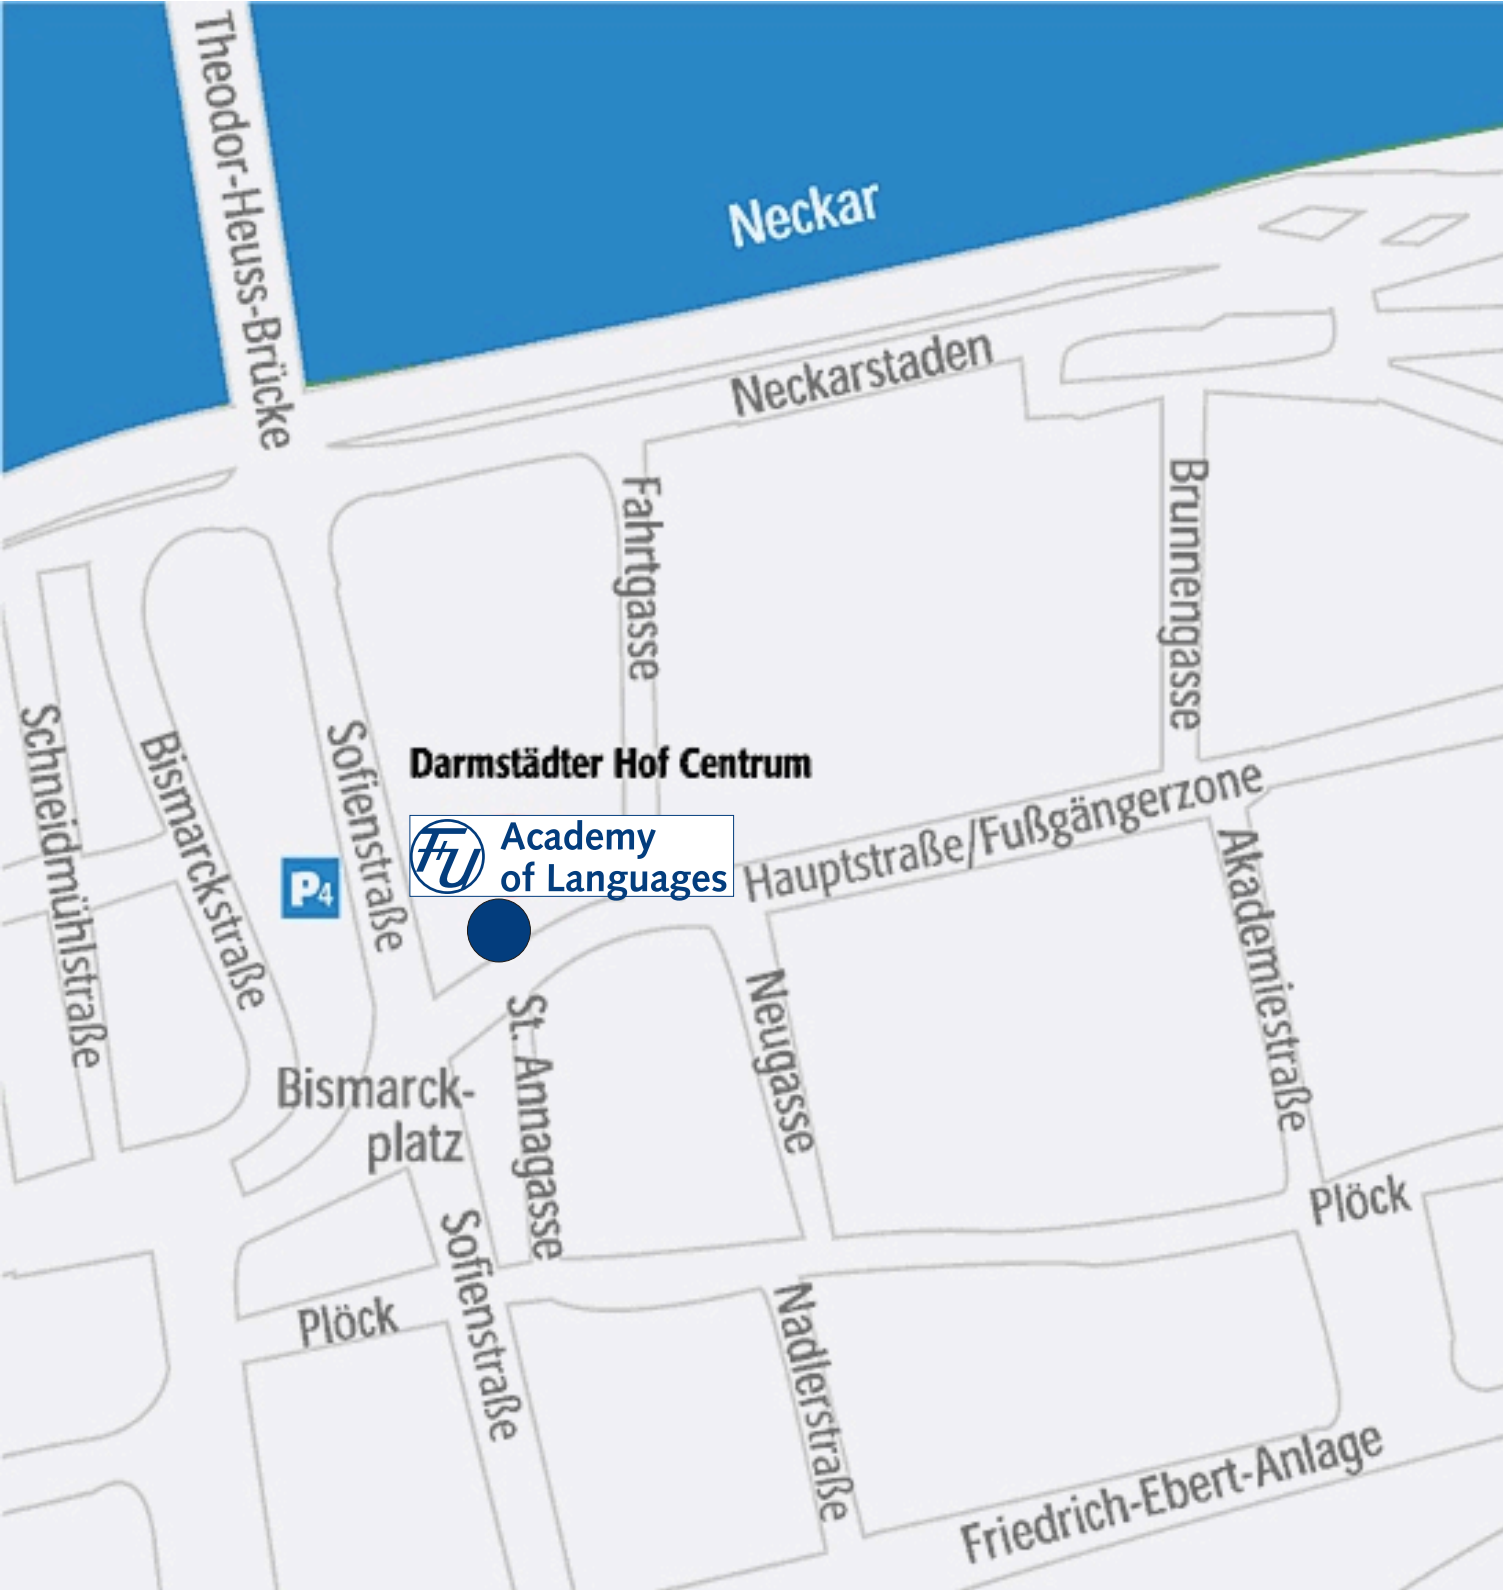 Theodor-Heuss-Brücke
Neckar
Neckarstaden
Fahrtgasse
Brunnengasse
Schneidmühlstraße
Bismarckstraße
Sofienstraße
Darmstädter Hof Centrum
FU Academy
of Languages
P4
Hauptstraße/Fußgängerzone
Akademiestraße
Neugasse
St. Annagasse
Bismarck-
platz
Plöck
Sofienstraße
Plöck
Nadlerstraße
Friedrich-Ebert-Anlage